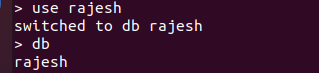 > use rajesh
switched to db rajesh
> db
rajesh